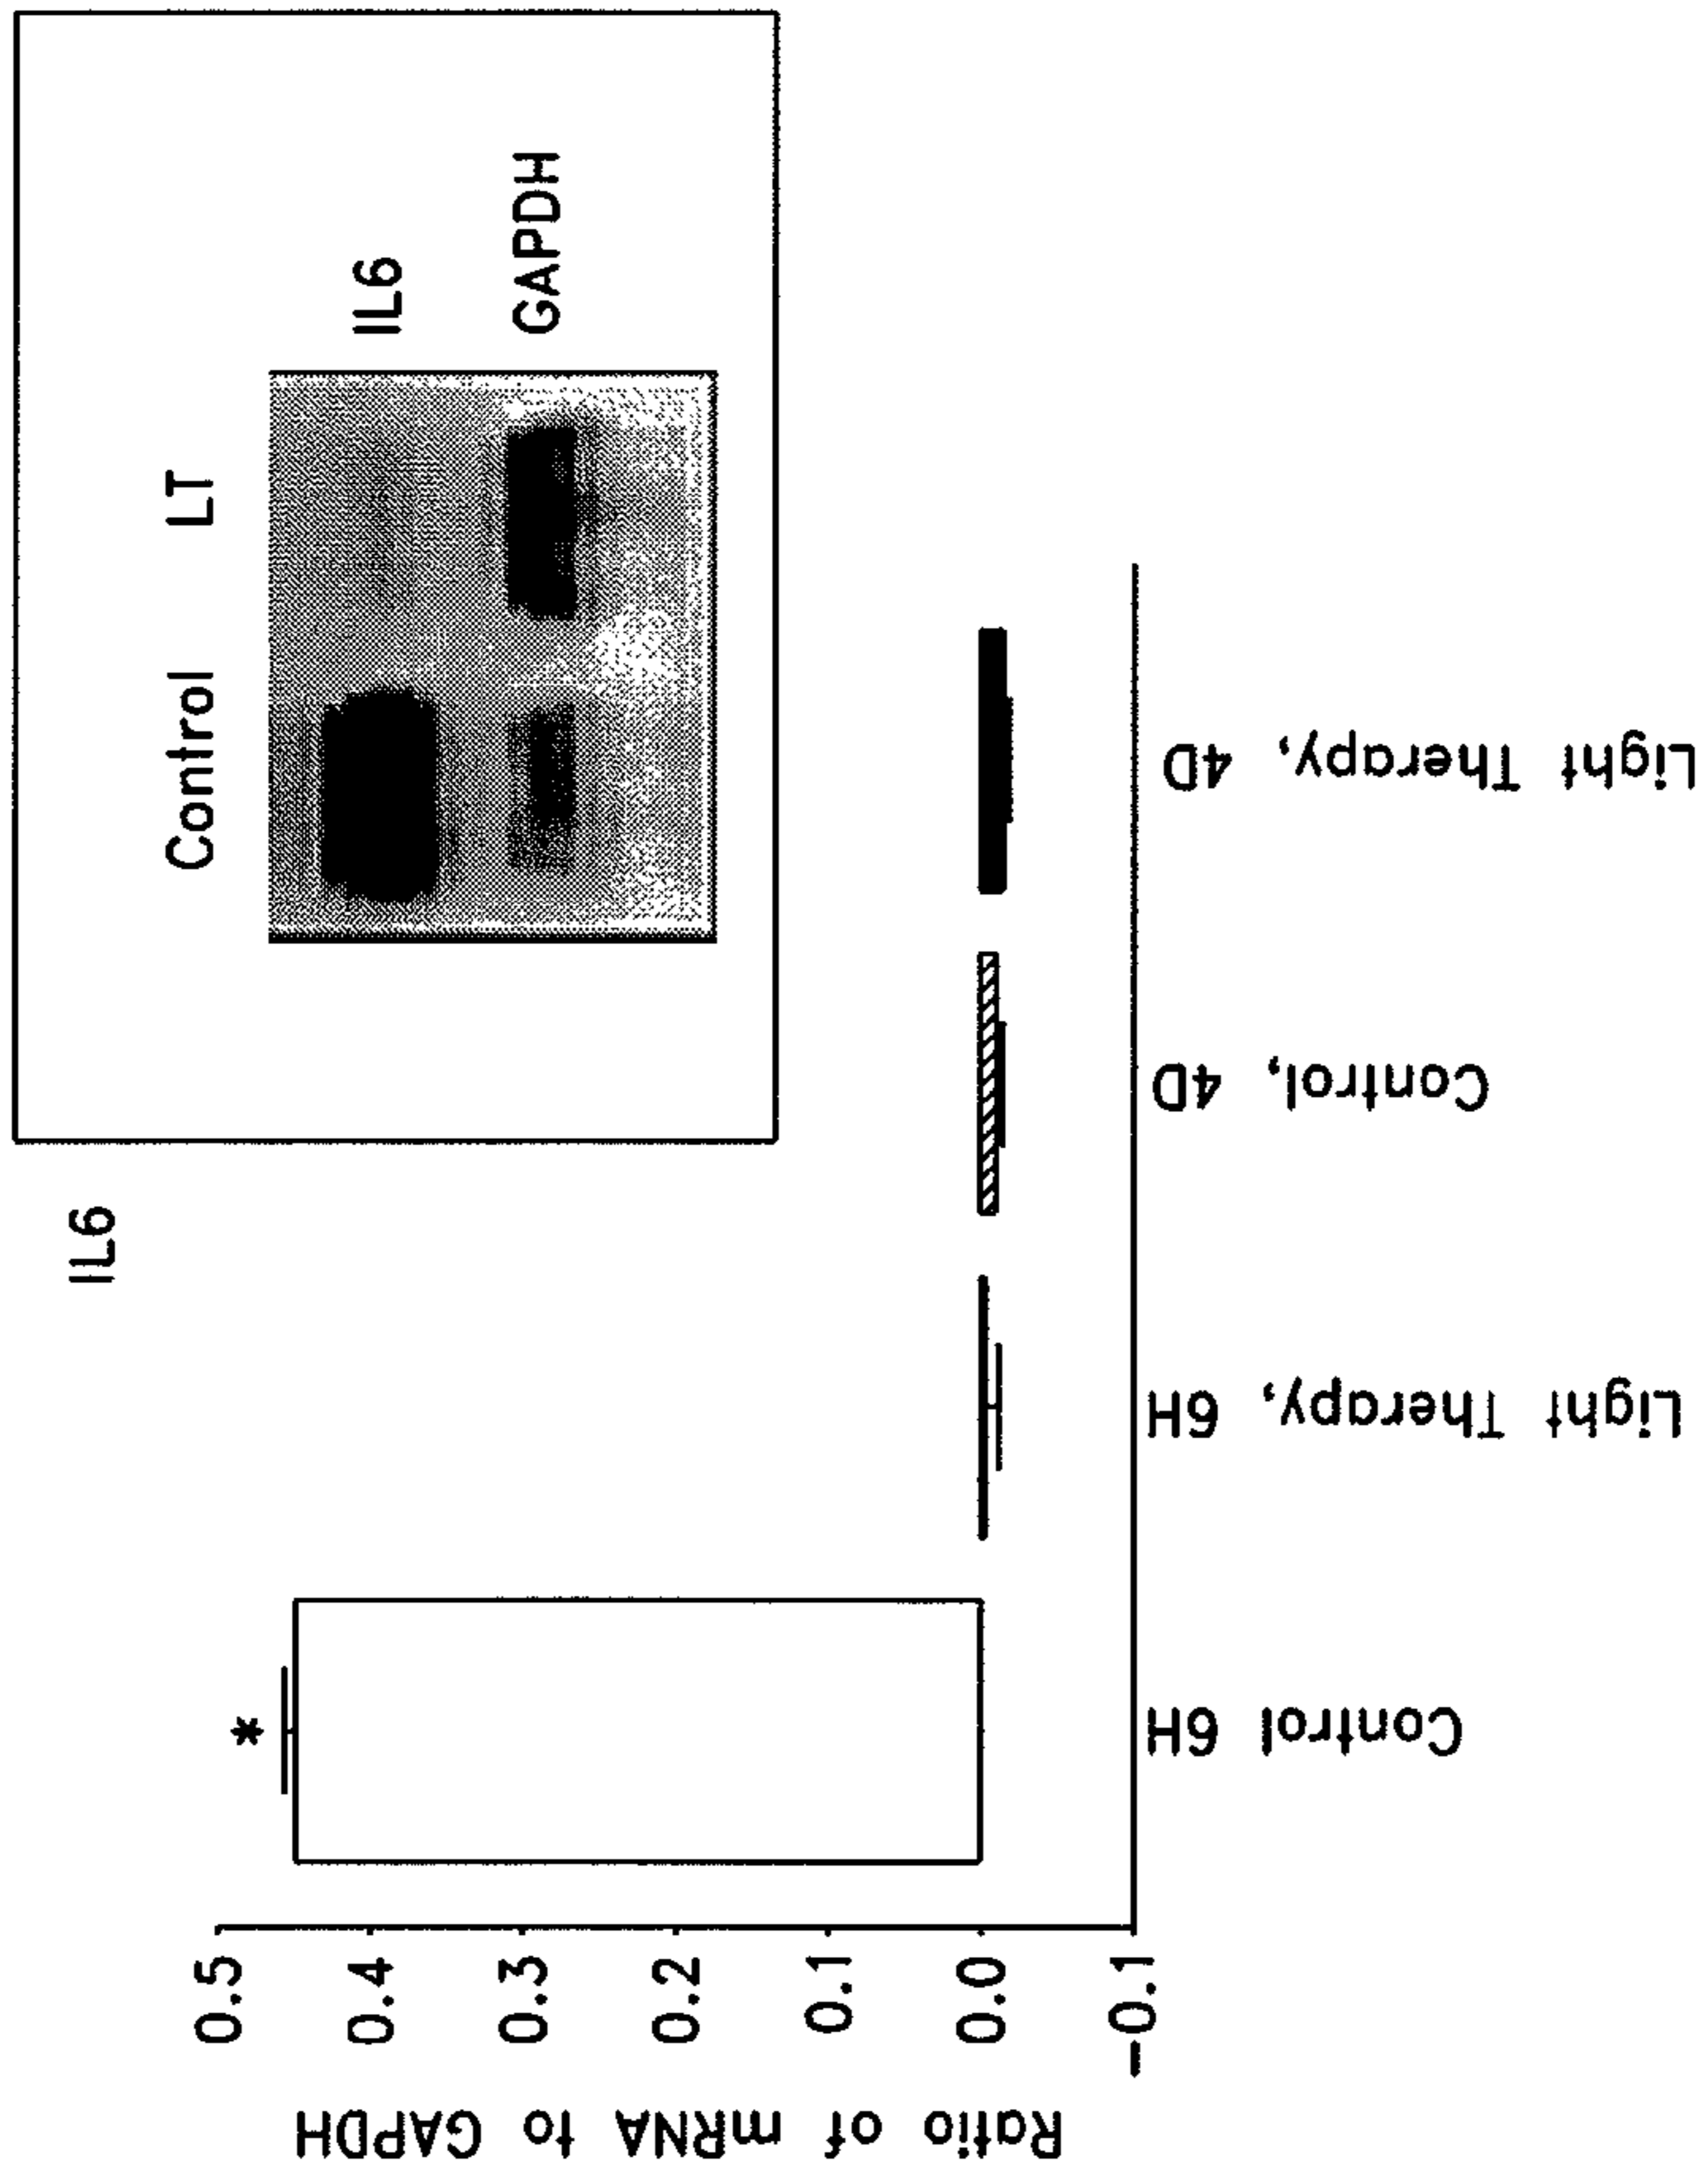 IL6
Control LT
IL6
GAPDH
Ratio of mRNA to GAPDH
0.5
0.4
0.3
0.2
0.1
0.0
-0.1
*
Control 6H
Light Therapy, 6H
Control, 4D
Light Therapy, 4D